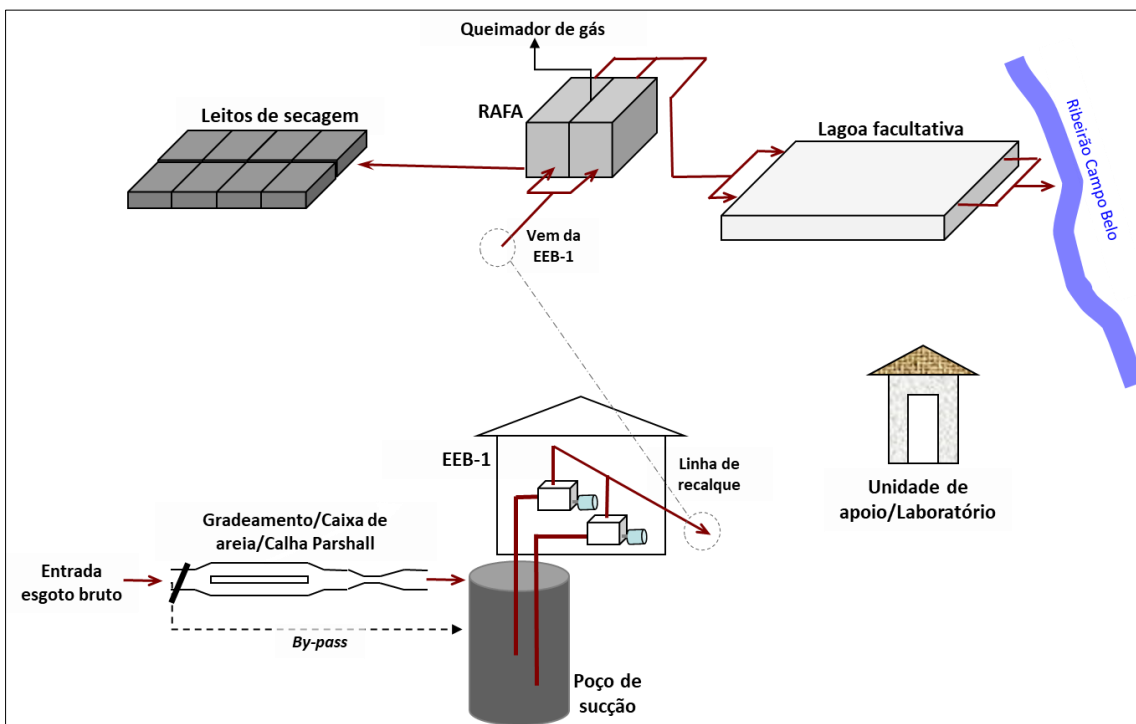 Queimador de gás
Leitos de secagem
RAFA
Lagoa facultativa
Ribeirão Campo Belo
Vem da
EEB-1
EEB-1
Linha de
recalque
Unidade de
apoio/Laboratório
Gradeamento/Caixa de
areia/Calha Parshall
Entrada
esgoto bruto
By-pass
Poço de
sucção